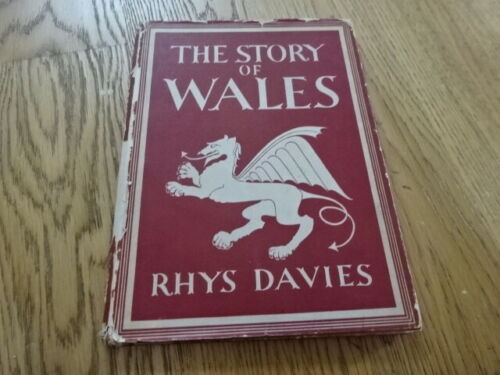 THE STORY
OF
WALES
RHYS DAVIES